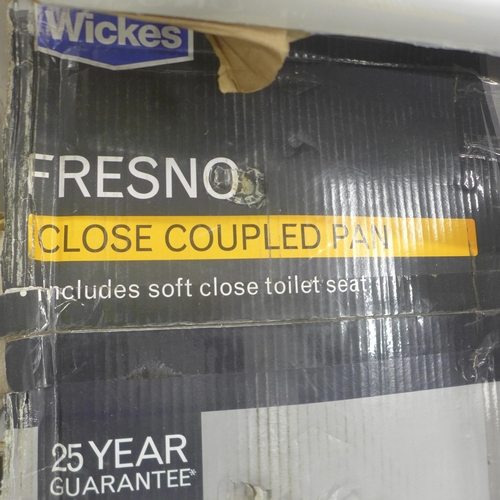 Wickes
FRESNO
CLOSE COUPLED PAN
Includes soft close toilet seat
25 YEAR
GUARANTEE*